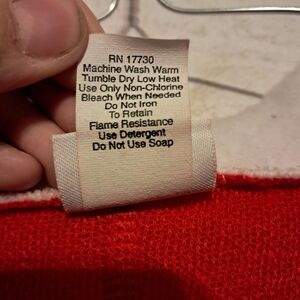 RN 17730
Machine Wash Warm
Tumble Dry Low Heat
Use Only Non-Chlorine
Bleach When Needed
Do Not Iron
To Retain
Flame Resistance
Use Detergent
Do Not Use Soap